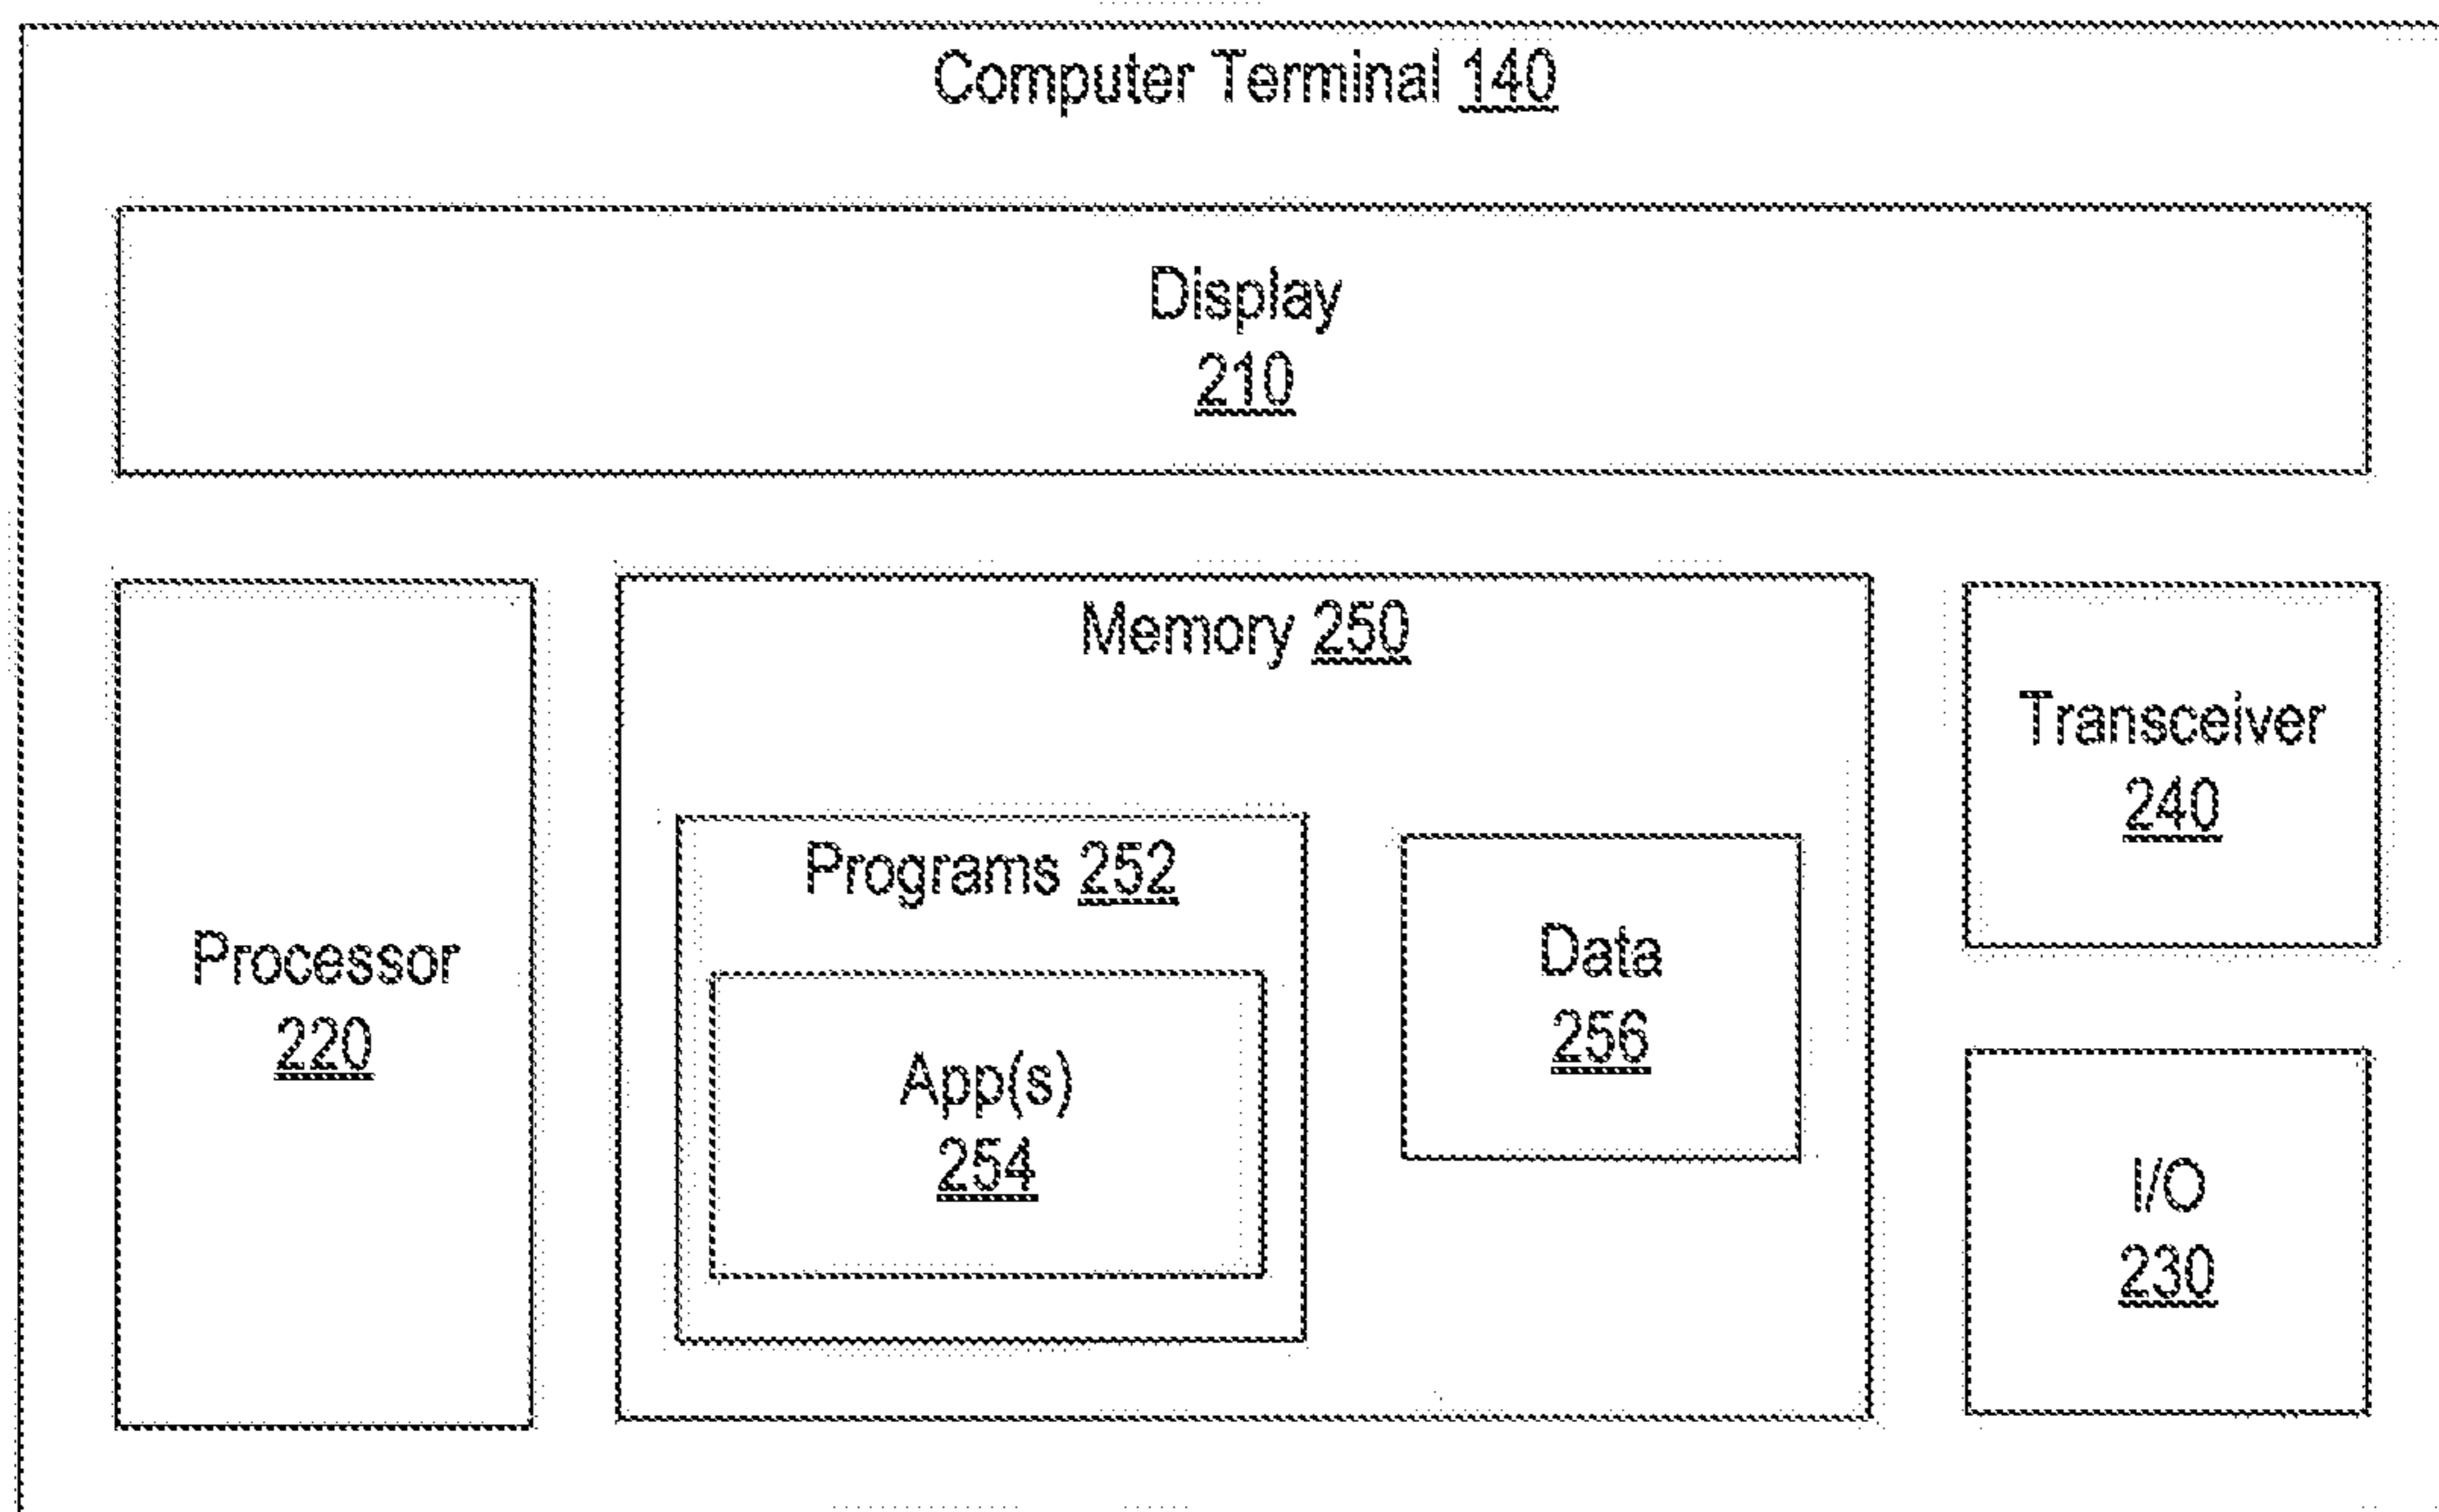 Computer Terminal 140
Display
210
Processor
220
Memory 250
Programs 252
App(s)
254
Data
256
Transceiver
240
I/O
230